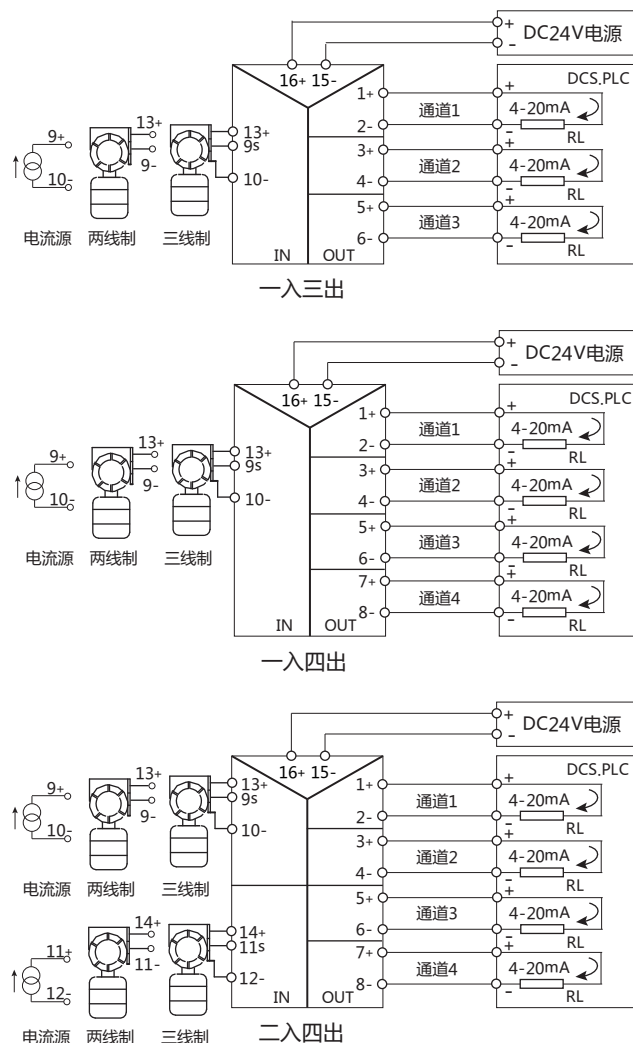 DC24V电源
+
-
16+ 15-
DCS.PLC
1+ 通道1 + 4-20mA
2- - RL
3+ 通道2 + 4-20mA
4- - RL
5+ 通道3 + 4-20mA
6- - RL
9+ 13+ 13+
9s
10- 9- 10-
电流源 两线制 三线制
IN OUT
一入三出
DC24V电源
+
-
16+ 15-
DCS.PLC
1+ 通道1 + 4-20mA
2- - RL
3+ 通道2 + 4-20mA
4- - RL
5+ 通道3 + 4-20mA
6- - RL
7+ 通道4 + 4-20mA
8- - RL
9+ 13+ 13+
9s
10- 9- 10-
电流源 两线制 三线制
IN OUT
一入四出
DC24V电源
+
-
16+ 15-
DCS.PLC
1+ 通道1 + 4-20mA
2- - RL
3+ 通道2 + 4-20mA
4- - RL
5+ 通道3 + 4-20mA
6- - RL
7+ 通道4 + 4-20mA
8- - RL
9+ 13+ 13+
9s
10- 9- 10-
电流源 两线制 三线制
11+ 14+ 14+
11s
12- 11- 12-
电流源 两线制 三线制
IN OUT
二入四出